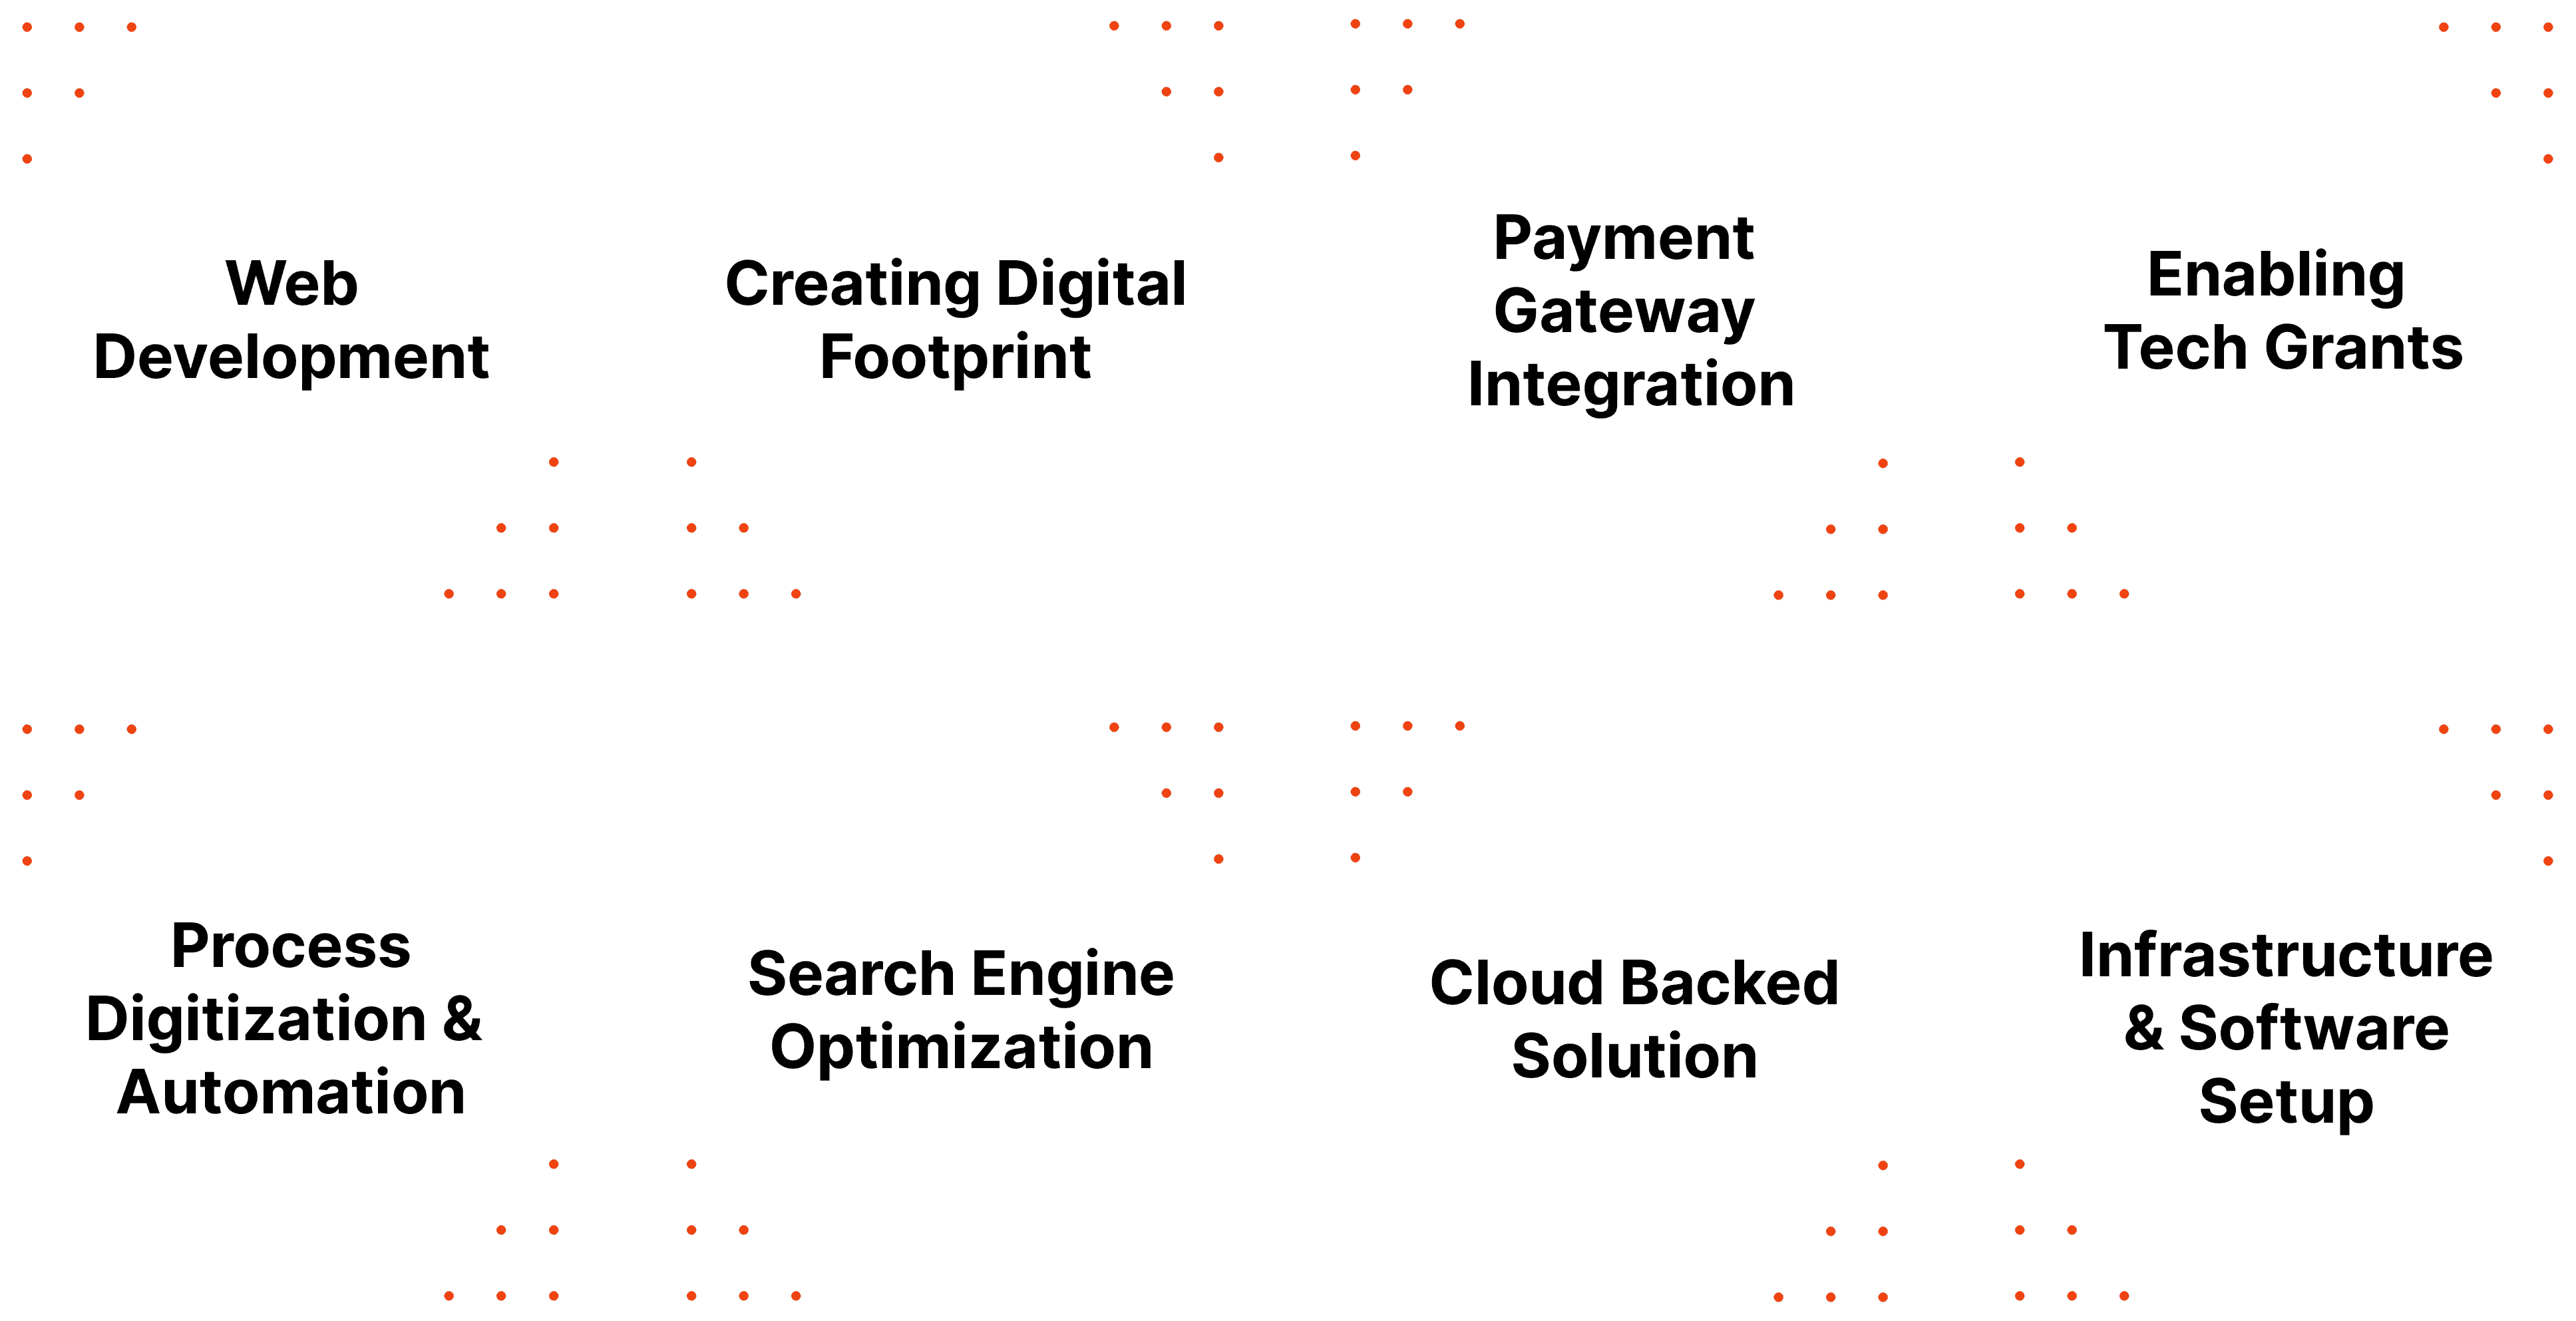 Web
Development
Creating Digital
Footprint
Payment
Gateway
Integration
Enabling
Tech Grants
Process
Digitization &
Automation
Search Engine
Optimization
Cloud Backed
Solution
Infrastructure
& Software
Setup